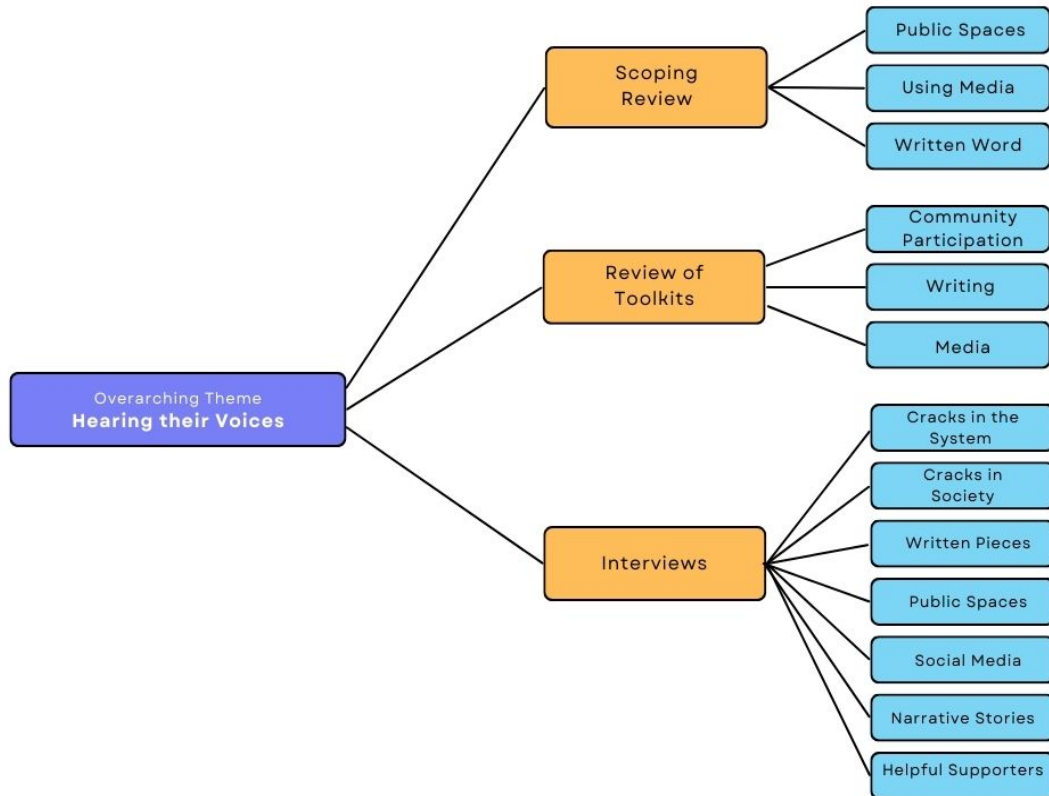 Public Spaces
Scoping
Review
Using Media
Written Word
Community
Participation
Review of
Toolkits
Writing
Media
Overarching Theme
Hearing their Voices
Cracks in the
System
Cracks in
Society
Written Pieces
Interviews
Public Spaces
Social Media
Narrative Stories
Helpful Supporters